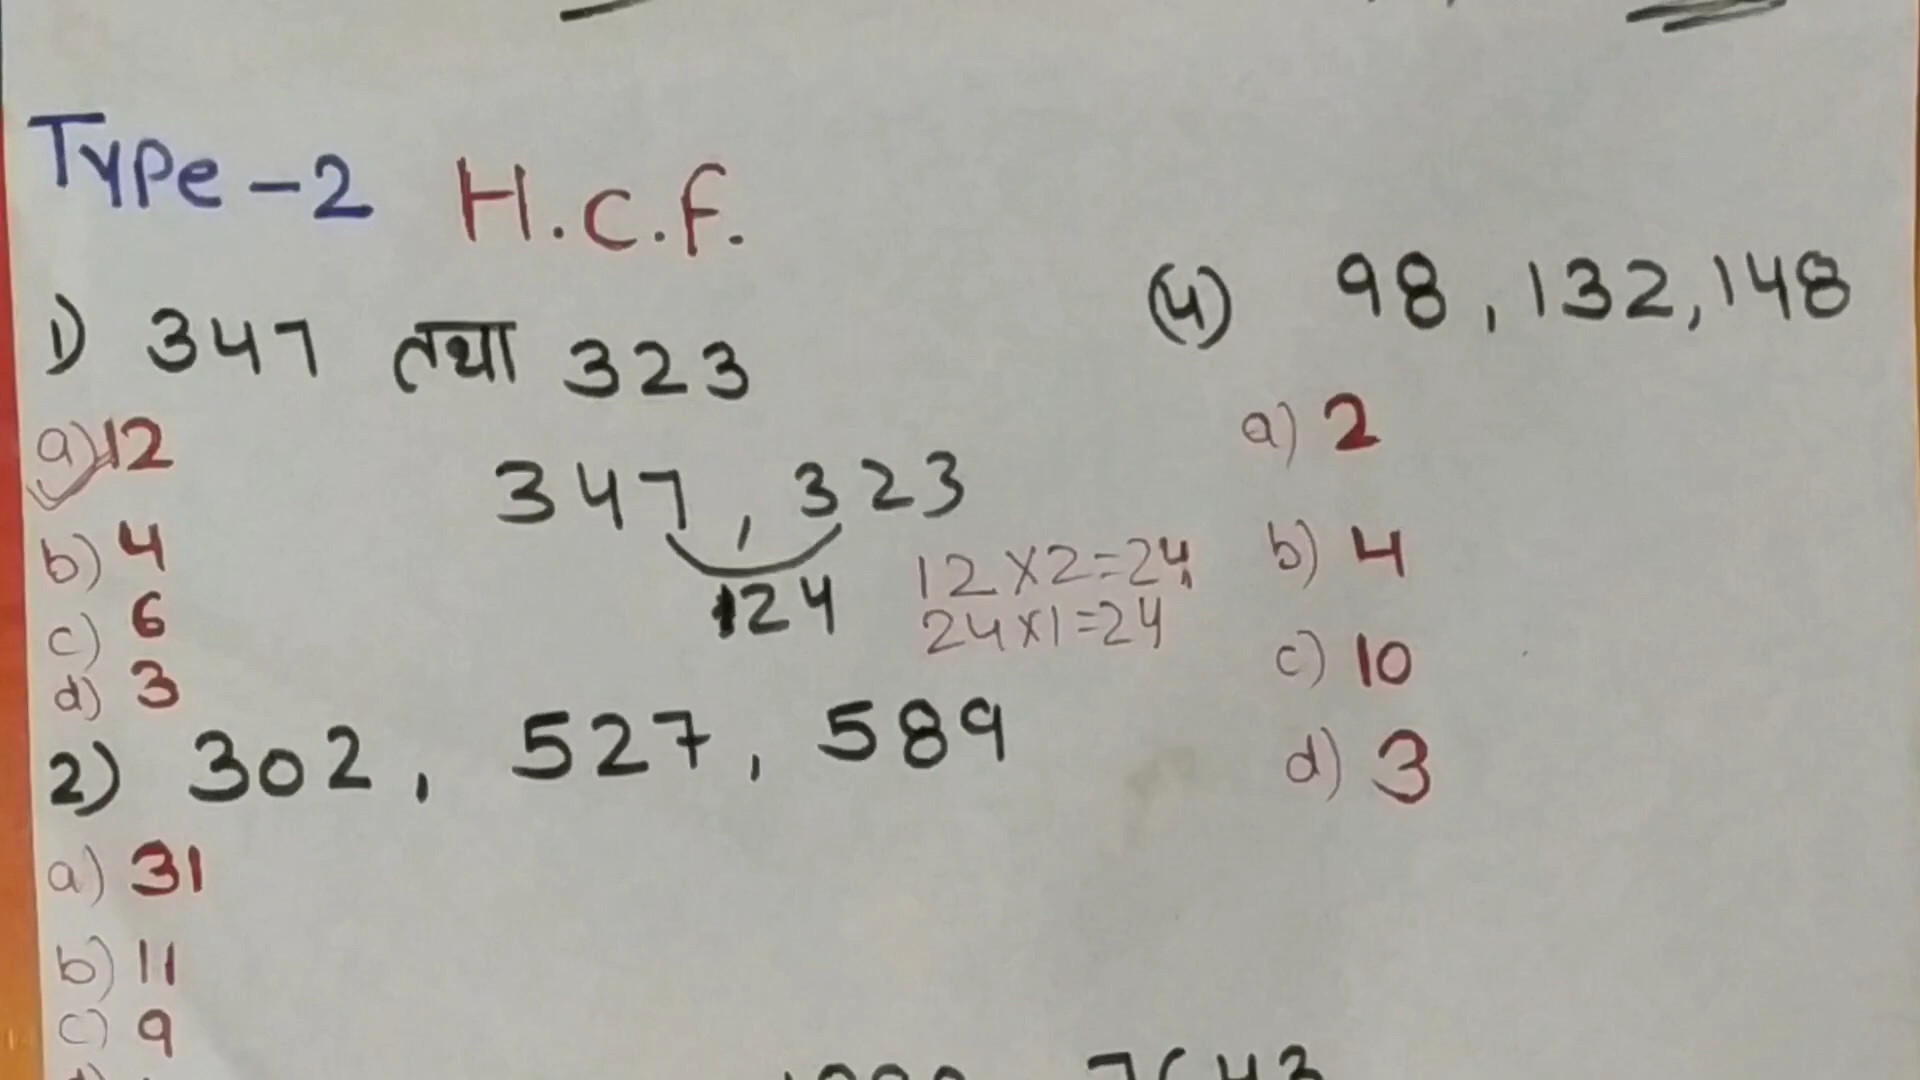 Type-2 H.C.F.
1) 347 तथा 323
a) 12
b) 4
c) 6
d) 3
347, 323
24
12×2=24
24×1=24
2) 302, 527, 589
a) 31
b) 11
c) 9
(4) 98, 132, 148
a) 2
b) 4
c) 10
d) 3